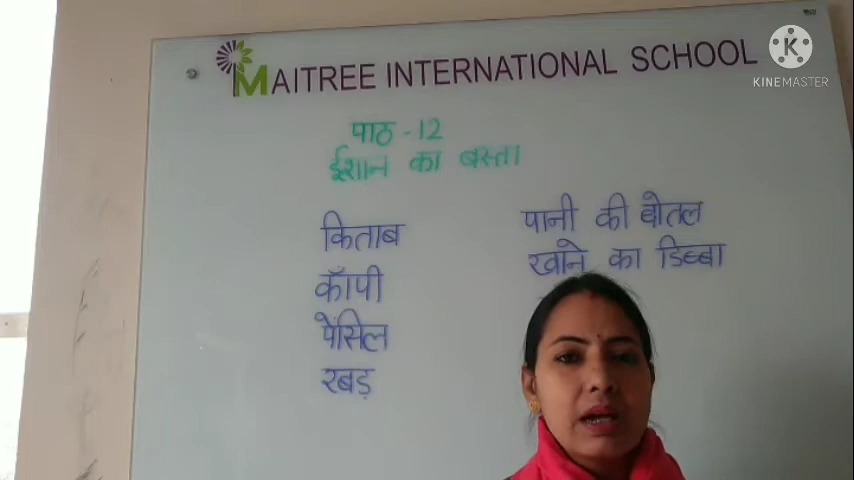 MAITREE INTERNATIONAL SCHOOL
KINEMASTER
पाठ - 12
ईशान का बस्ता
किताब
कॉपी
पेंसिल
रबड़
पानी की बोतल
खाने का डिब्बा